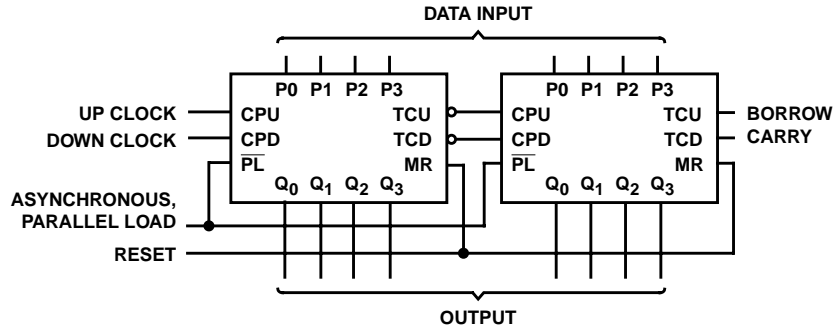 DATA INPUT
P0 P1 P2 P3
P0 P1 P2 P3
UP CLOCK
CPU
TCU
CPU
TCU
BORROW
DOWN CLOCK
CPD
TCD
CPD
TCD
CARRY
PL
MR
PL
MR
Q0 Q1 Q2 Q3
Q0 Q1 Q2 Q3
ASYNCHRONOUS,
PARALLEL LOAD
RESET
OUTPUT